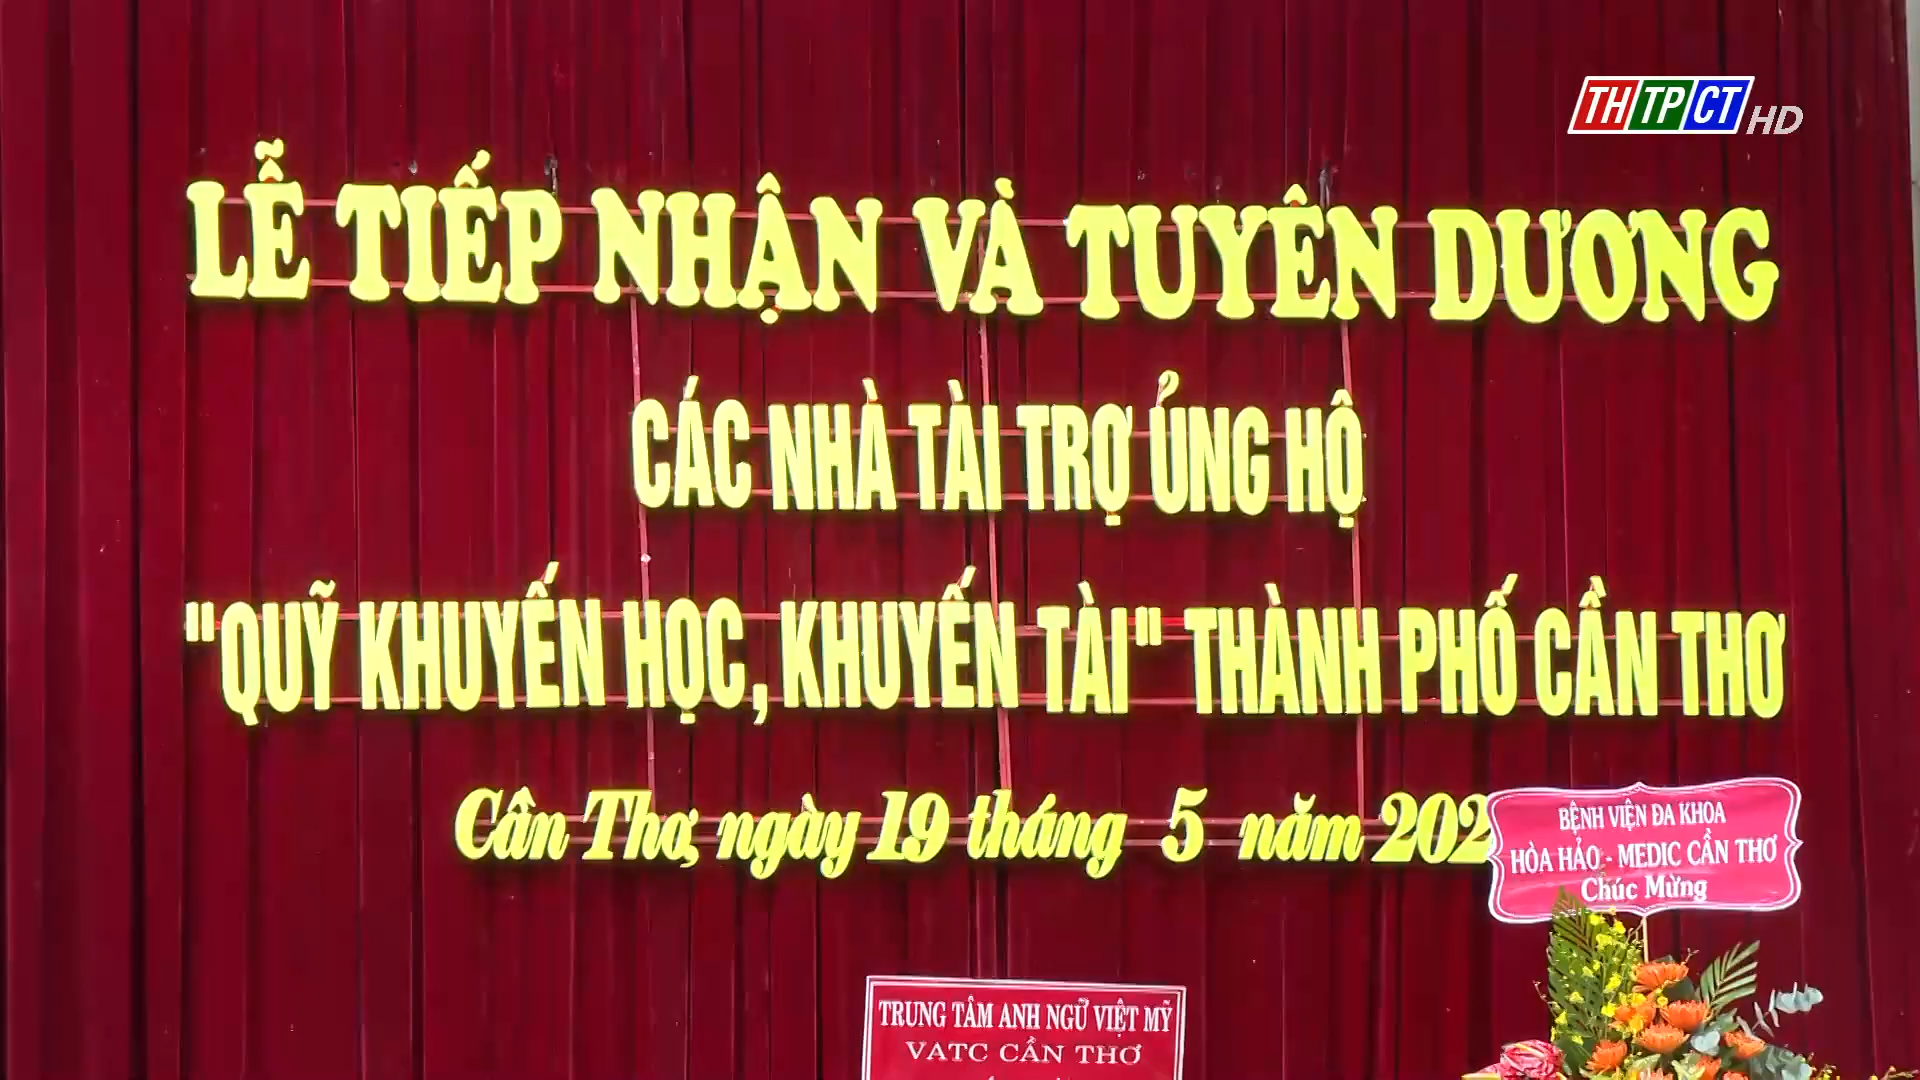 THTPCT HD
LỄ TIẾP NHẬN VÀ TUYÊN DƯƠNG
CÁC NHÀ TÀI TRỢ ỦNG HỘ
"QUỸ KHUYẾN HỌC, KHUYẾN TÀI" THÀNH PHỐ CẦN THƠ
Cần Thơ, ngày 19 tháng 5 năm 202
BỆNH VIỆN ĐA KHOA
HÒA HẢO - MEDIC CẦN THƠ
Chúc Mừng
TRUNG TÂM ANH NGỮ VIỆT MỸ
VATC CẦN THƠ